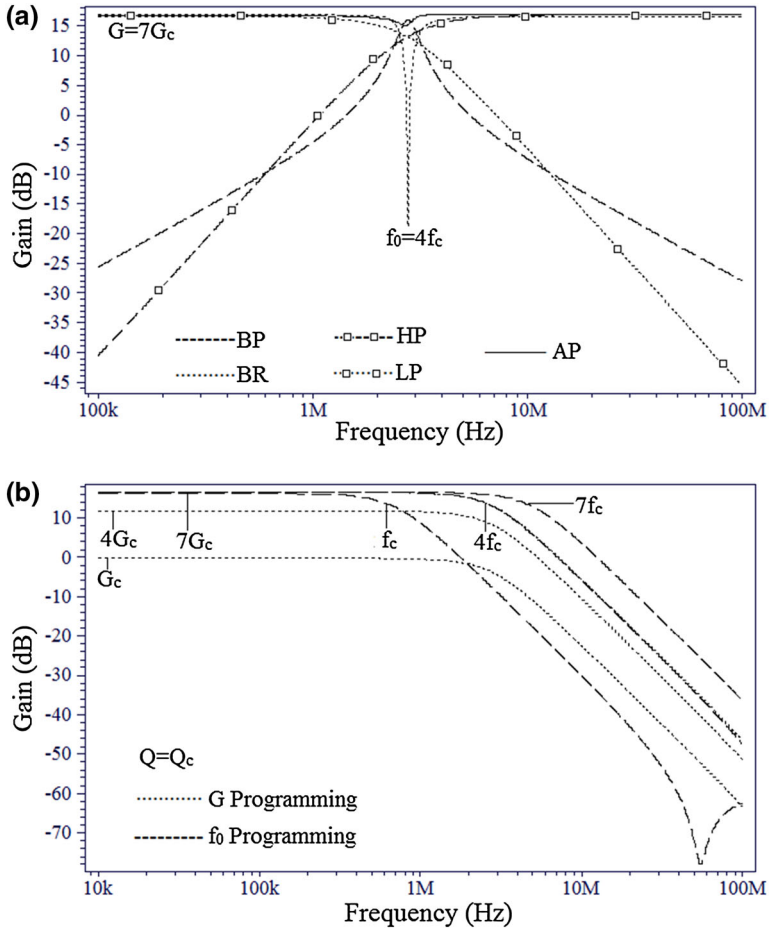 (a)
G=7Gc
15
10
5
0
-5
-10
-15
-20
-25
-30
-35
-40
-45
Gain (dB)
f0=4fc
BP
HP
AP
BR
LP
100k
1M
10M
100M
Frequency (Hz)
(b)
10
0
-10
-20
-30
-40
-50
-60
-70
Gain (dB)
7fc
4Gc
7Gc
fc
4fc
Gc
Q=Qc
G Programming
f0 Programming
10k
100k
1M
10M
100M
Frequency (Hz)